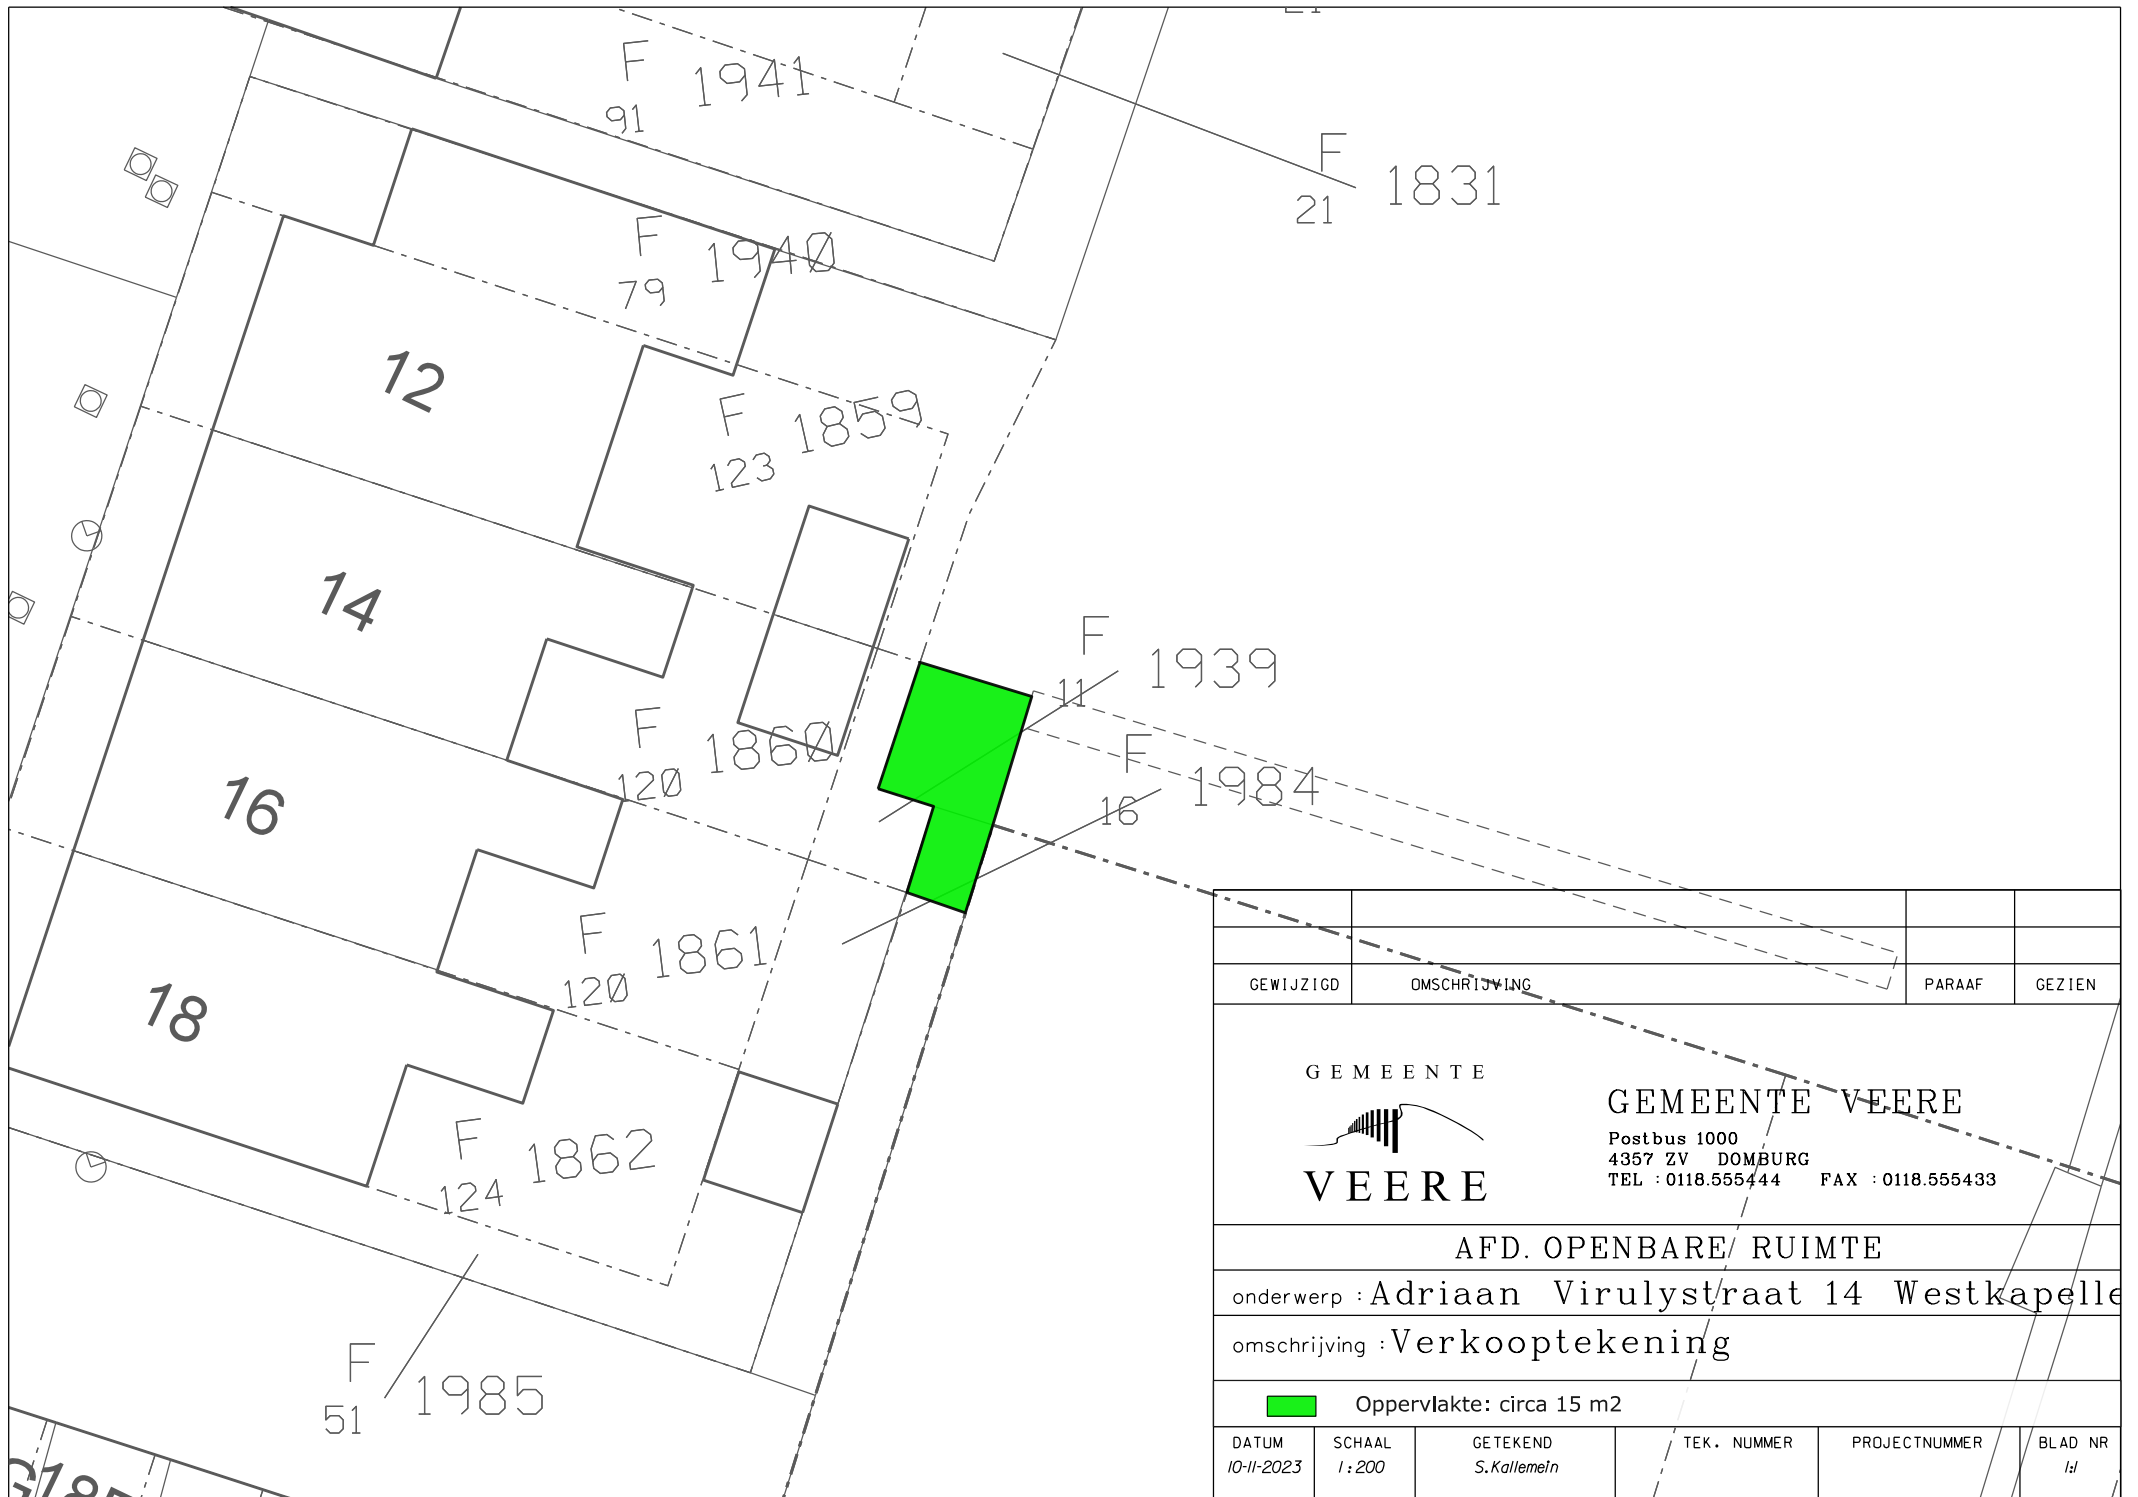 F 1941
91
F 1831
21
F 1940
79
12
F 1859
123
14
F 1939
11
F 1860
120
F 1984
16
16
F 1861
120
18
F 1862
124
F 1985
51
GEWIJZIGD OMSCHRIJVING PARAAF GEZIEN
GEMEENTE
VEERE
GEMEENTE VEERE
Postbus 1000
4357 ZV DOMBURG
TEL : 0118.555444 FAX : 0118.555433
AFD. OPENBARE RUIMTE
onderwerp : Adriaan Virulystraat 14 Westkapelle
omschrijving : Verkooptekening
Oppervlakte: circa 15 m2
DATUM SCHAAL GETEKEND TEK. NUMMER PROJECTNUMMER BLAD NR
10-11-2023 1:200 S.Kallemein 1:1